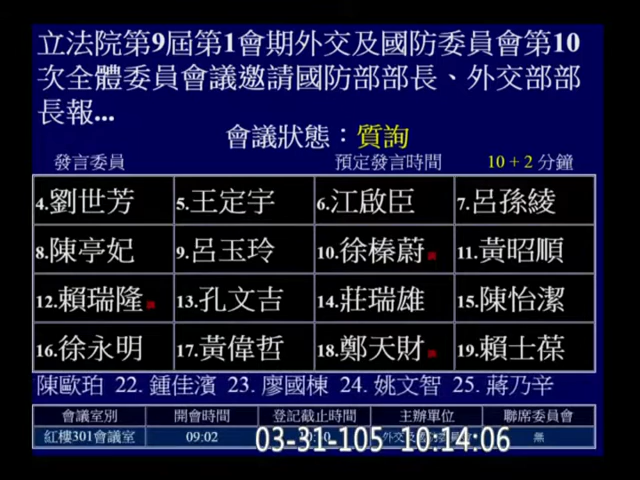 立法院第9屆第1會期外交及國防委員會第10
次全體委員會議邀請國防部部長、外交部部
長報...
會議狀態：質詢
發言委員 預定發言時間 10 + 2 分鐘
4.劉世芳 5.王定宇 6.江啟臣 7.呂孫綾
8.陳亭妃 9.呂玉玲 10.徐榛蔚 11.黃昭順
12.賴瑞隆 13.孔文吉 14.莊瑞雄 15.陳怡潔
16.徐永明 17.黃偉哲 18.鄭天財 19.賴士葆
陳歐珀 22. 鍾佳濱 23. 廖國棟 24. 姚文智 25. 蔣乃辛
會議室別 開會時間 登記截止時間 主辦單位 聯席委員會
紅樓301會議室 09:02 外交及國防委員會 無
03-31-105 10:14:06